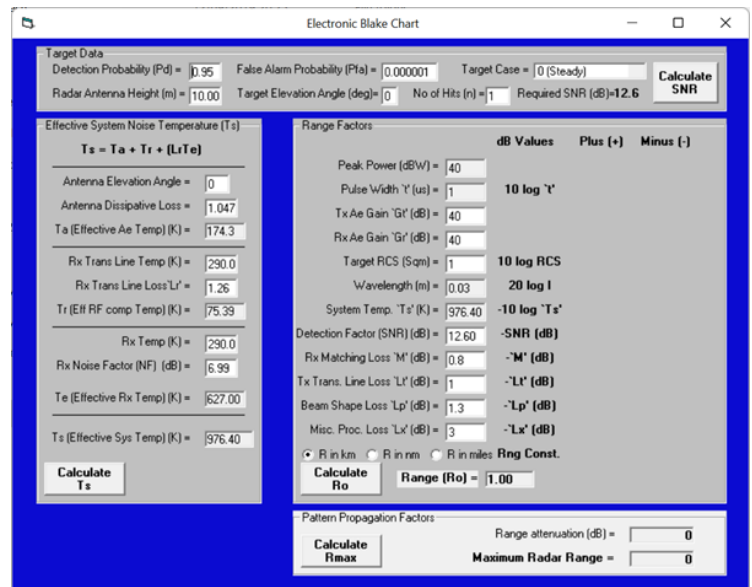 Electronic Blake Chart
Target Data
Detection Probability (Pd) = 0.95 False Alarm Probability (Pfa) = 0.000001 Target Case = 0 (Steady)
Radar Antenna Height (m) = 10.00 Target Elevation Angle (deg)= 0 No of Hits (n) = 1 Required SNR (dB)=12.6
Calculate
SNR
Effective System Noise Temperature (Ts)
Ts = Ta + Tr + (LrTe)
Antenna Elevation Angle = 0
Antenna Dissipative Loss = 1.047
Ta (Effective Ae Temp) (K) = 174.3
Rx Trans Line Temp (K) = 290.0
Rx Trans Loss`Lr' = 1.26
Tr (Eff RF comp Temp) (K) = 75.39
Rx Temp (K) = 290.0
Rx Noise Factor (NF) (dB) = 6.99
Te (Effective Rx Temp) (K) = 627.00
Ts (Effective Sys Temp) (K) = 976.40
Calculate
Ts
Range Factors
dB Values Plus (+) Minus (-)
Peak Power (dBW) = 40
Pulse Width `t' (us) = 1 10 log `t'
Tx Ae Gain `Gt' (dB) = 40
Rx Ae Gain `Gr' (dB) = 40
Target RCS (Sqm) = 1 10 log RCS
Wavelength (m) = 0.03 20 log l
System Temp. `Ts' (K) = 976.40 -10 log `Ts'
Detection Factor (SNR) (dB) = 12.60 -SNR (dB)
Rx Matching Loss `M' (dB) = 0.8 -`M' (dB)
Tx Trans. Line Loss `Lt' (dB) = 1 -`Lt' (dB)
Beam Shape Loss `Lp' (dB) = 1.3 -`Lp' (dB)
Misc. Proc. Loss `Lx' (dB) = 3 -`Lx' (dB)
R in km R in nm R in miles Rng Const.
Calculate
Ro
Range (Ro) = 1.00
Pattern Propagation Factors
Calculate
Rmax
Range attenuation (dB) = 0
Maximum Radar Range = 0